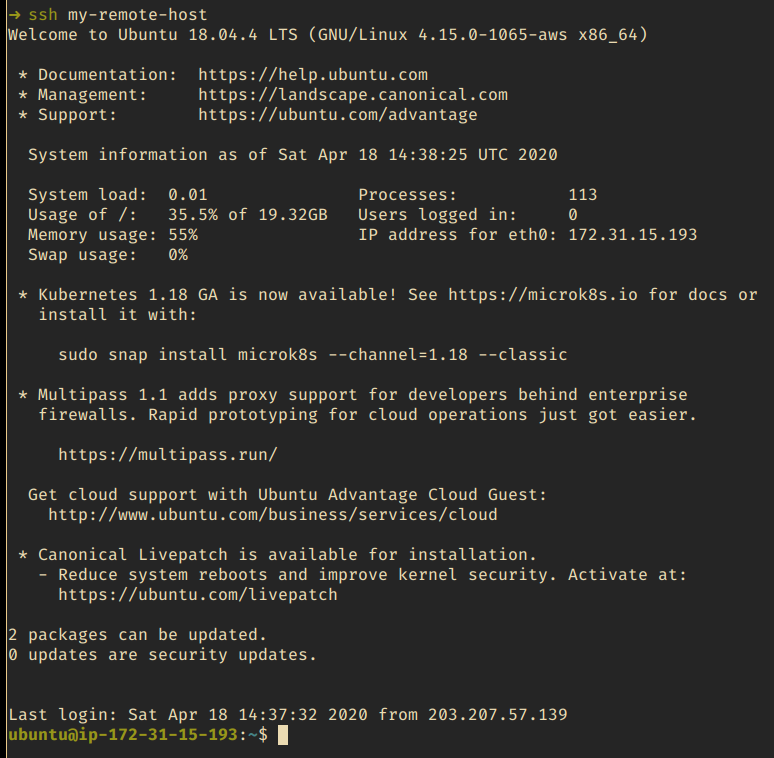 ➜ ssh my-remote-host
Welcome to Ubuntu 18.04.4 LTS (GNU/Linux 4.15.0-1065-aws x86_64)

 * Documentation:  https://help.ubuntu.com
 * Management:     https://landscape.canonical.com
 * Support:        https://ubuntu.com/advantage

  System information as of Sat Apr 18 14:38:25 UTC 2020

  System load:  0.01               Processes:           113
  Usage of /:   35.5% of 19.32GB   Users logged in:     0
  Memory usage: 55%                IP address for eth0: 172.31.15.193
  Swap usage:   0%

 * Kubernetes 1.18 GA is now available! See https://microk8s.io for docs or
   install it with:

     sudo snap install microk8s --channel=1.18 --classic

 * Multipass 1.1 adds proxy support for developers behind enterprise
   firewalls. Rapid prototyping for cloud operations just got easier.

     https://multipass.run/

  Get cloud support with Ubuntu Advantage Cloud Guest:
    http://www.ubuntu.com/business/services/cloud

 * Canonical Livepatch is available for installation.
   - Reduce system reboots and improve kernel security. Activate at:
     https://ubuntu.com/livepatch

2 packages can be updated.
0 updates are security updates.


Last login: Sat Apr 18 14:37:32 2020 from 203.207.57.139
ubuntu@ip-172-31-15-193:~$